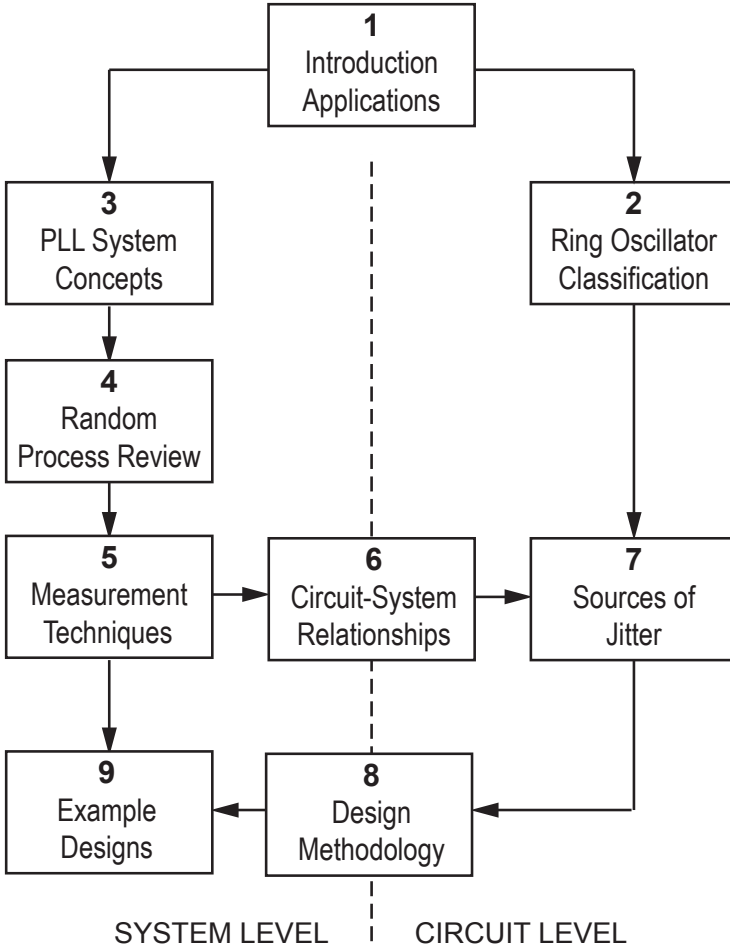 1
Introduction
Applications
3
PLL System
Concepts
2
Ring Oscillator
Classification
4
Random
Process Review
5
Measurement
Techniques
6
Circuit-System
Relationships
7
Sources of
Jitter
9
Example
Designs
8
Design
Methodology
SYSTEM LEVEL
CIRCUIT LEVEL